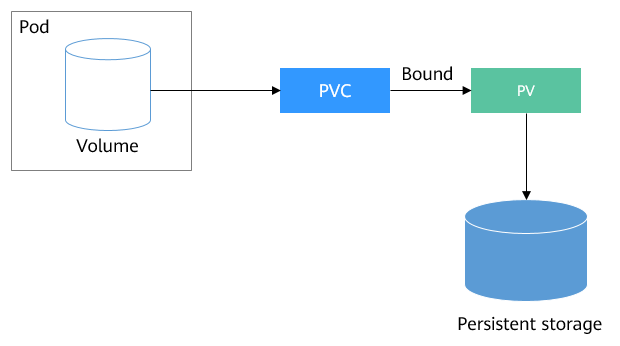 Pod
Volume
PVC
Bound
PV
Persistent storage